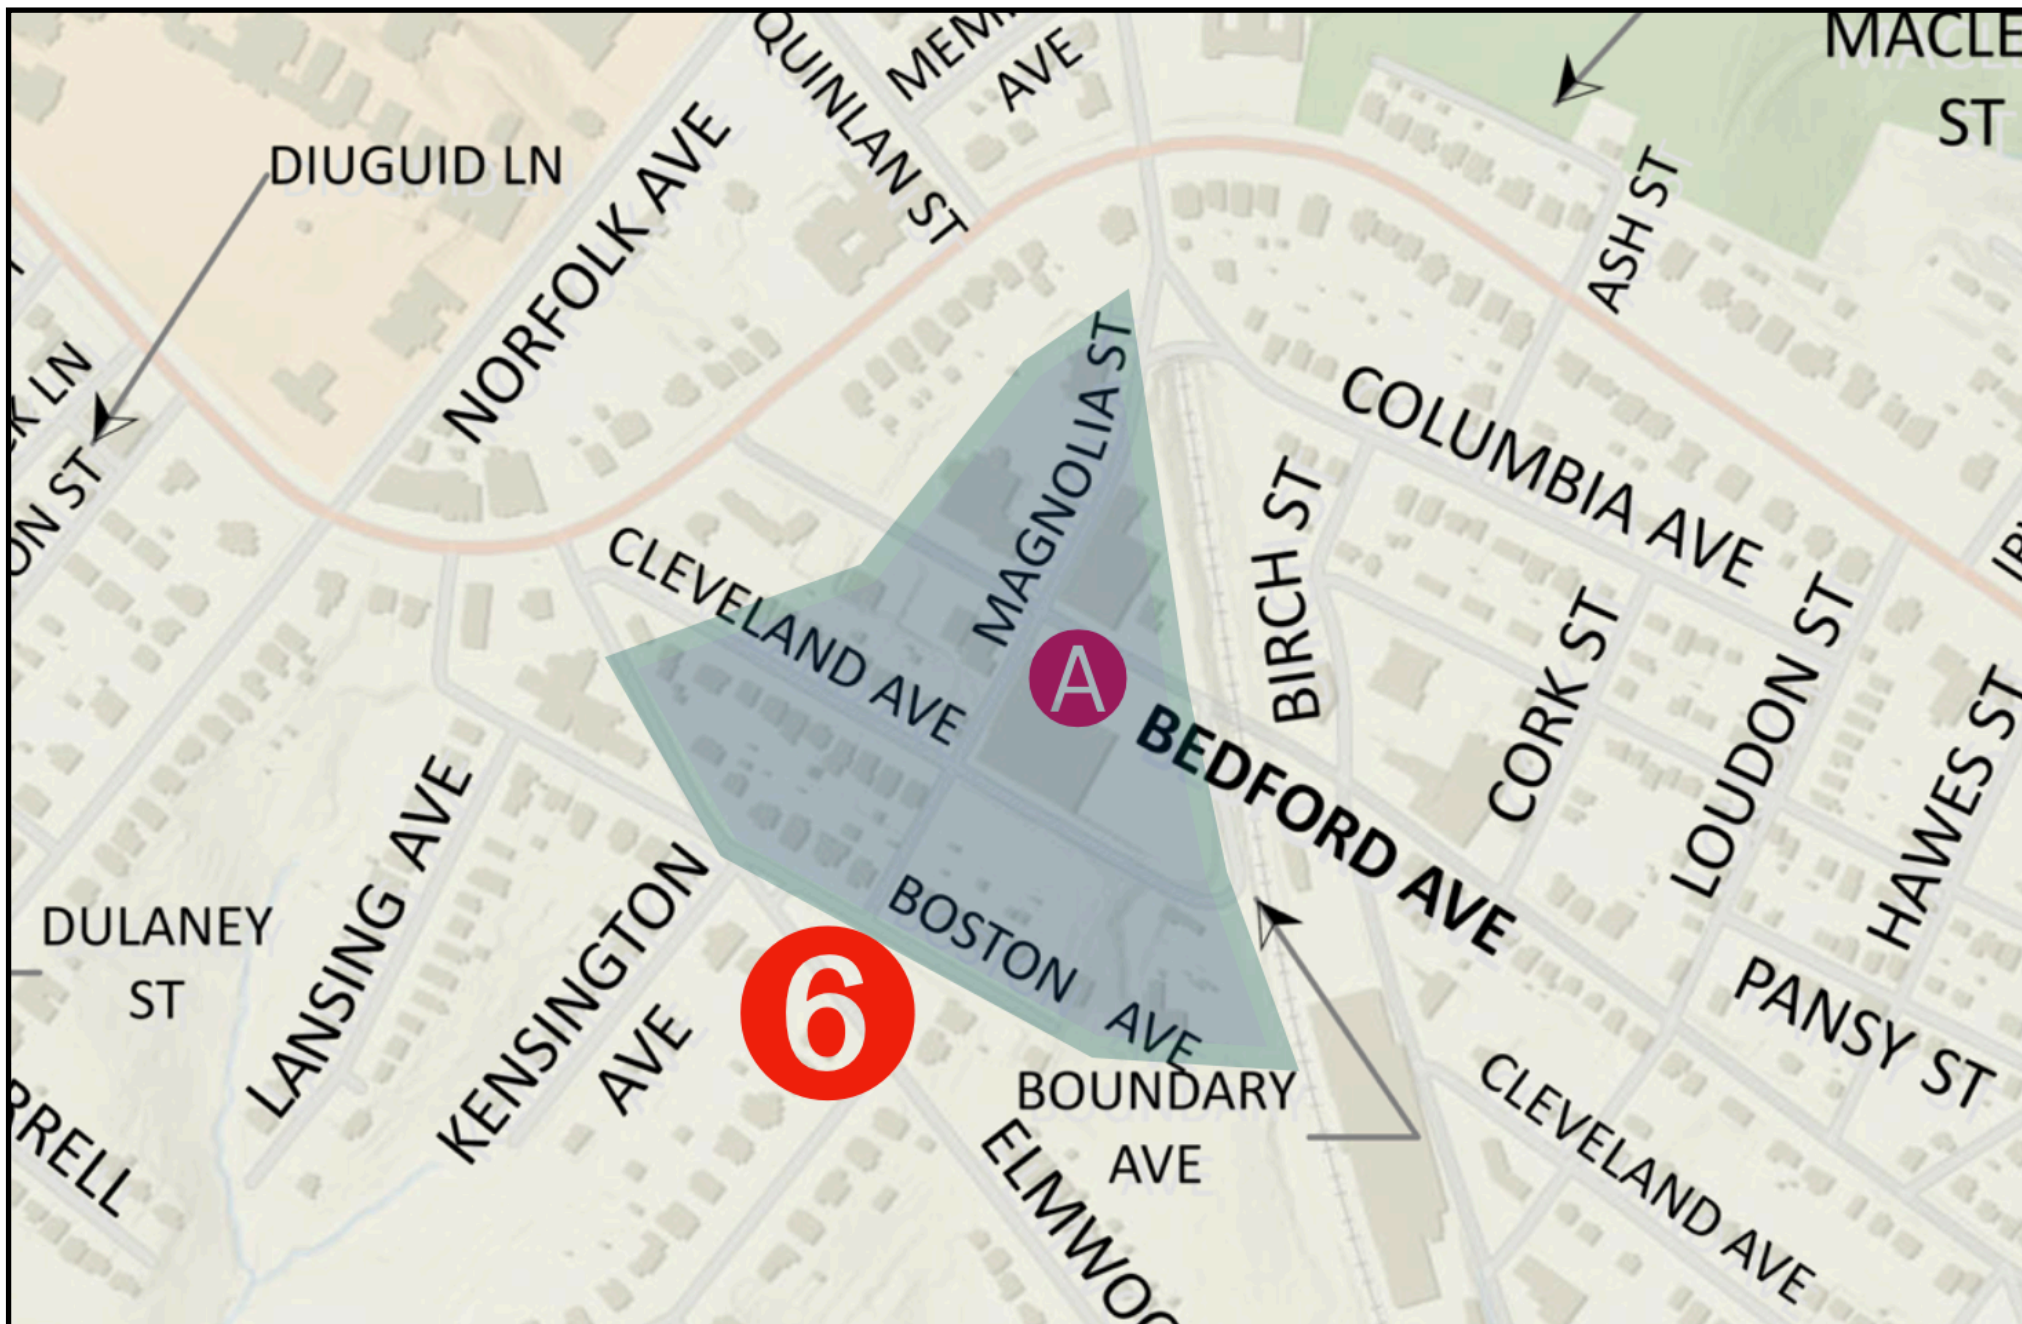 QUINLAN ST
AVE
MACLE
ST
DIUGUID LN
NORFOLK AVE
ASH ST
LN
ST
MAGNOLIA ST
COLUMBIA AVE
BIRCH ST
CLEVELAND AVE
CORK ST
LOUDON ST
A
BEDFORD AVE
HAWES ST
LANSING AVE
KENSINGTON
AVE
DULANEY
ST
BOSTON AVE
6
PANSY ST
BOUNDARY
AVE
CLEVELAND AVE
RRELL
ELMWOO